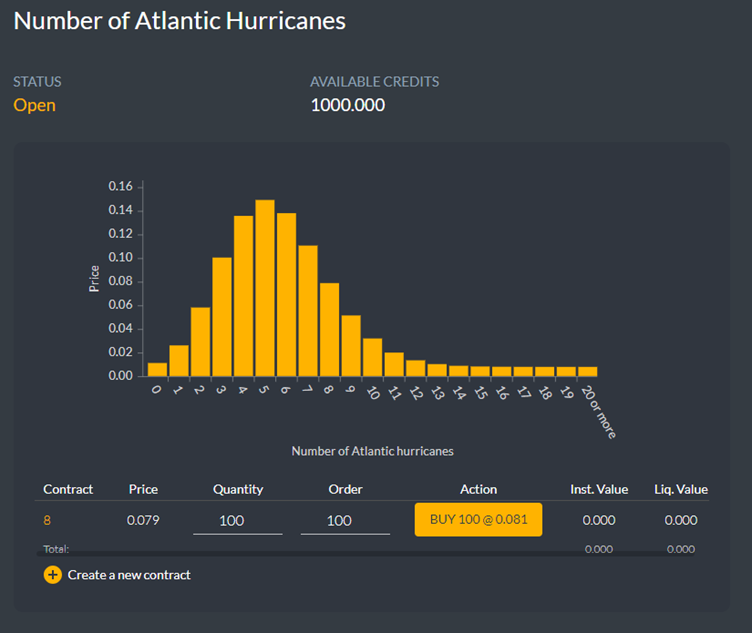 Number of Atlantic Hurricanes
STATUS
AVAILABLE CREDITS
Open
1000.000
0.16
0.14
0.12
0.10
0.08
0.06
0.04
0.02
0.00
Price
0 1 2 3 4 5 6 7 8 9 10 11 12 13 14 15 16 17 18 19 20 or more
Number of Atlantic hurricanes
Contract Price Quantity Order Action Inst. Value Liq. Value
8 0.079 100 100 BUY 100 @ 0.081 0.000 0.000
Total: 0.000 0.000
+ Create a new contract